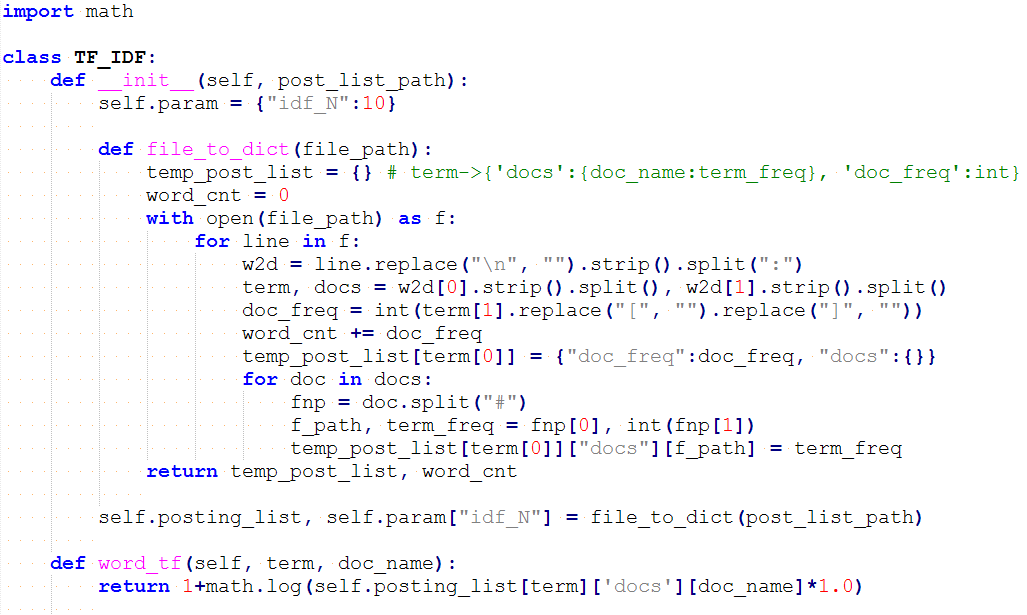 import math

class TF_IDF:
    def __init__(self, post_list_path):
        self.param = {"idf_N":10}

        def file_to_dict(file_path):
            temp_post_list = {} # term->{'docs':{doc_name:term_freq}, 'doc_freq':int}
            word_cnt = 0
            with open(file_path) as f:
                for line in f:
                    w2d = line.replace("\n", "").strip().split(":")
                    term, docs = w2d[0].strip().split(), w2d[1].strip().split()
                    doc_freq = int(term[1].replace("[", "").replace("]", ""))
                    word_cnt += doc_freq
                    temp_post_list[term[0]] = {"doc_freq":doc_freq, "docs":{}}
                    for doc in docs:
                        fnp = doc.split("#")
                        f_path, term_freq = fnp[0], int(fnp[1])
                        temp_post_list[term[0]]["docs"][f_path] = term_freq
            return temp_post_list, word_cnt

        self.posting_list, self.param["idf_N"] = file_to_dict(post_list_path)

    def word_tf(self, term, doc_name):
        return 1+math.log(self.posting_list[term]['docs'][doc_name]*1.0)